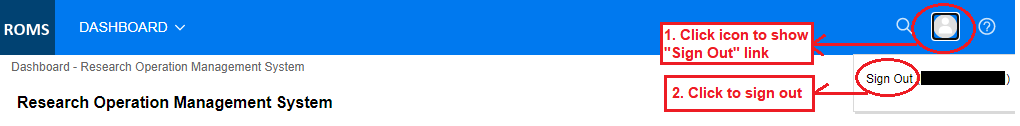 ROMS
DASHBOARD
1. Click icon to show
"Sign Out" link
Dashboard - Research Operation Management System
Sign Out )
2. Click to sign out
Research Operation Management System